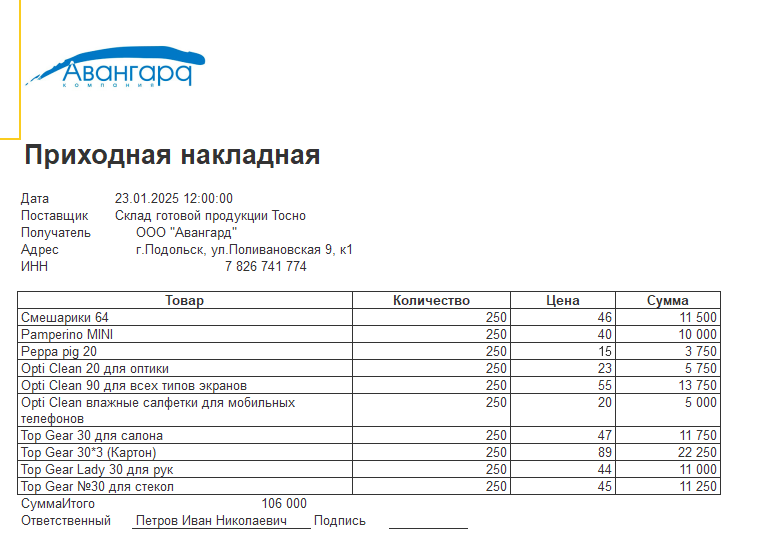 Авангард
компания
Приходная накладная
Дата 23.01.2025 12:00:00
Поставщик Склад готовой продукции Тосно
Получатель ООО "Авангард"
Адрес г.Подольск, ул.Поливановская 9, к1
ИНН 7 826 741 774
Товар Количество Цена Сумма
Смешарики 64 250 46 11 500
Pamperino MINI 250 40 10 000
Peppa pig 20 250 15 3 750
Opti Clean 20 для оптики 250 23 5 750
Opti Clean 90 для всех типов экранов 250 55 13 750
Opti Clean влажные салфетки для мобильных 250 20 5 000
телефонов
Top Gear 30 для салона 250 47 11 750
Top Gear 30*3 (Картон) 250 89 22 250
Top Gear Lady 30 для рук 250 44 11 000
Top Gear №30 для стекол 250 45 11 250
СуммаИтого 106 000
Ответственный Петров Иван Николаевич Подпись